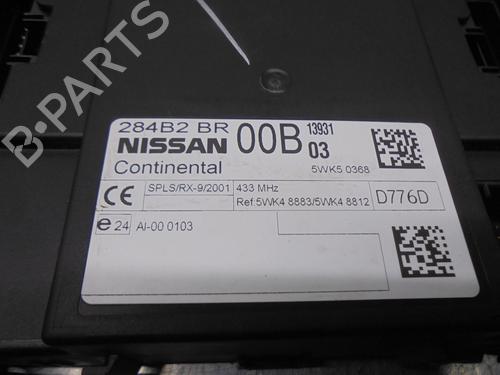 284B2 BR 00B 13931
NISSAN 03
Continental 5WK5 0368
CE SPLS/RX-9/2001 433 MHz D776D
Ref:5WK4 8883/5WK4 8812
e 24 AI-00 0103
B-PARTS